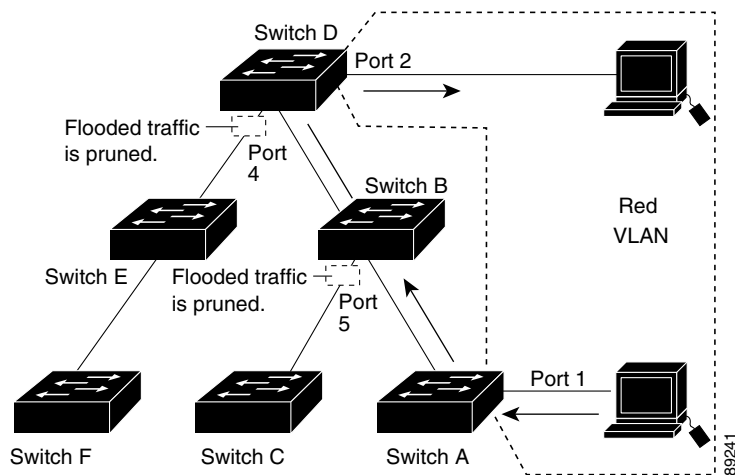 Switch D
Port 2
Flooded traffic
is pruned.
Port
4
Switch B
Red
VLAN
Switch E
Flooded traffic
is pruned.
Port
5
Port 1
Switch F
Switch C
Switch A
89241